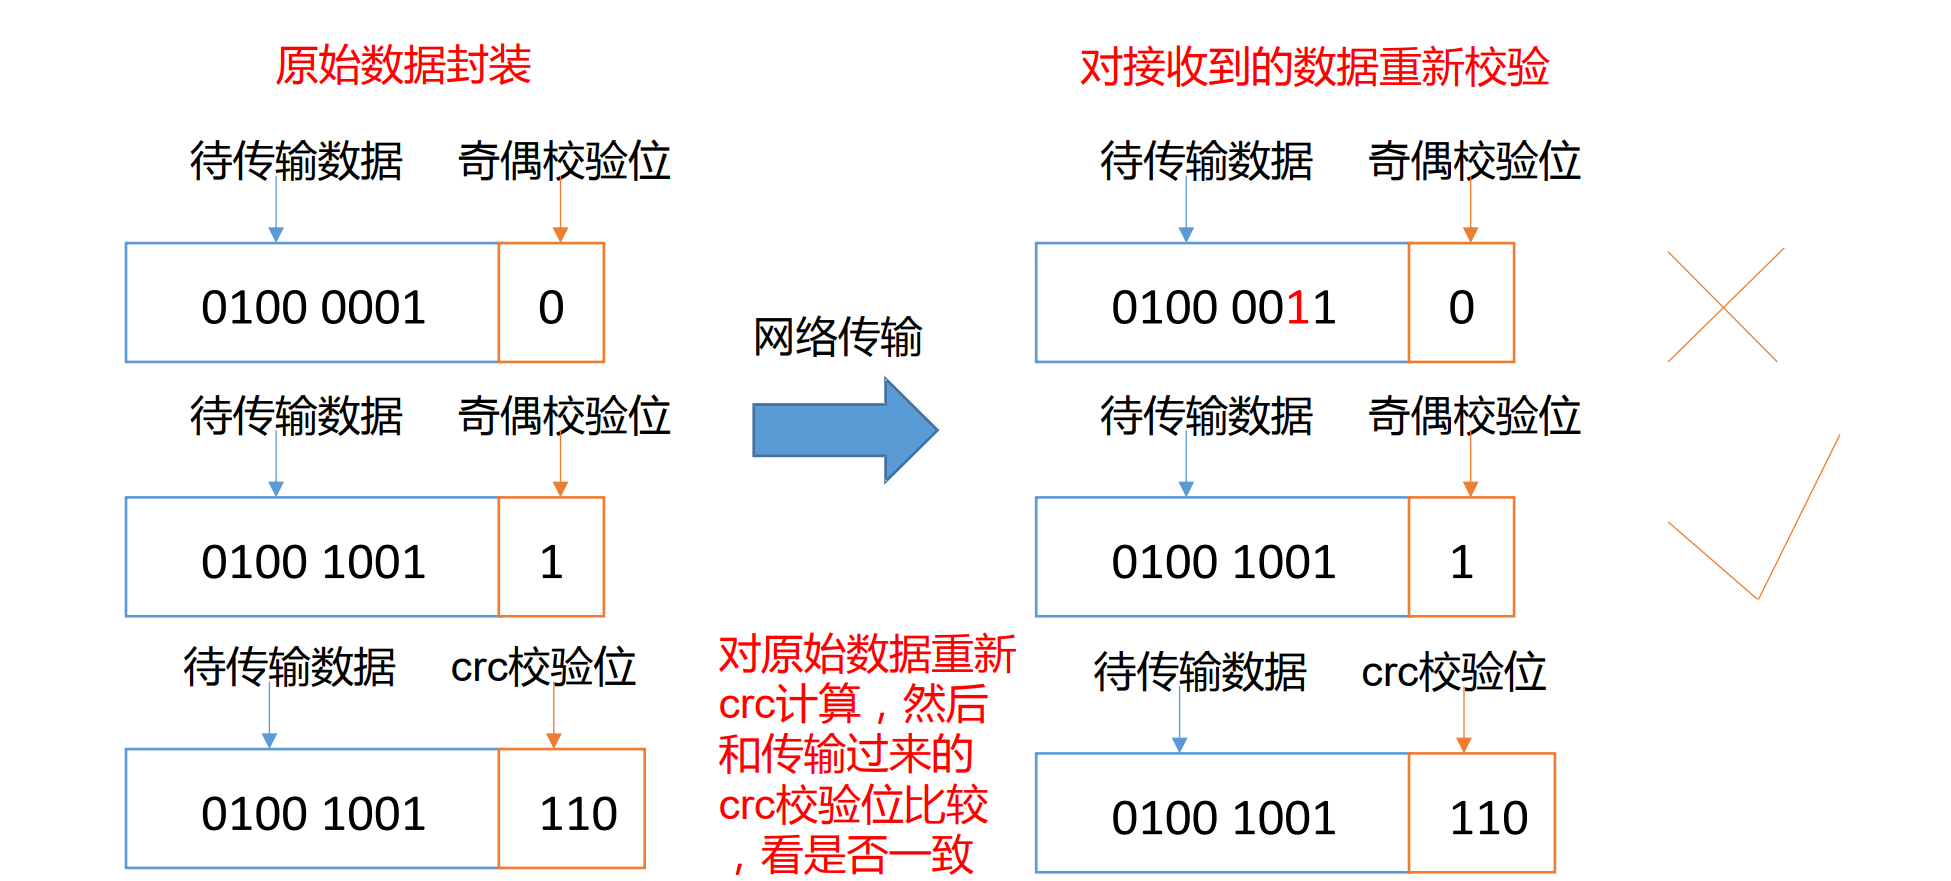 原始数据封装
对接收到的数据重新校验
待传输数据 奇偶校验位
待传输数据 奇偶校验位
0100 0001 0
0100 0011 0
网络传输
待传输数据 奇偶校验位
待传输数据 奇偶校验位
0100 1001 1
0100 1001 1
待传输数据 crc校验位
对原始数据重新
crc计算，然后
和传输过来的
crc校验位比较
，看是否一致
待传输数据 crc校验位
0100 1001 110
0100 1001 110